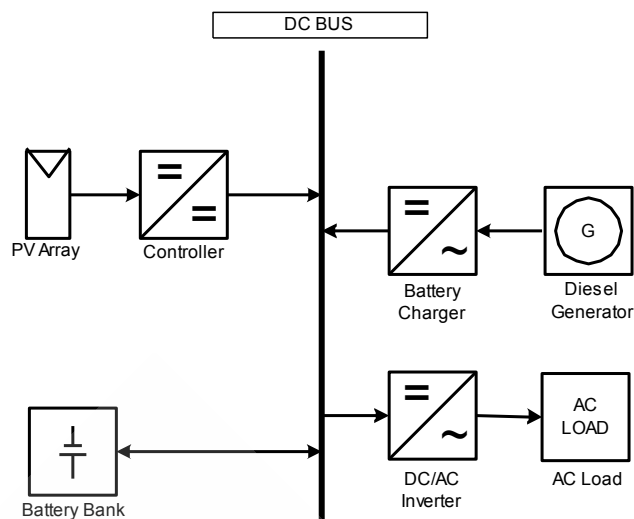 DC BUS
PV Array
Controller
G
Battery
Charger
Diesel
Generator
Battery Bank
DC/AC
Inverter
AC
LOAD
AC Load